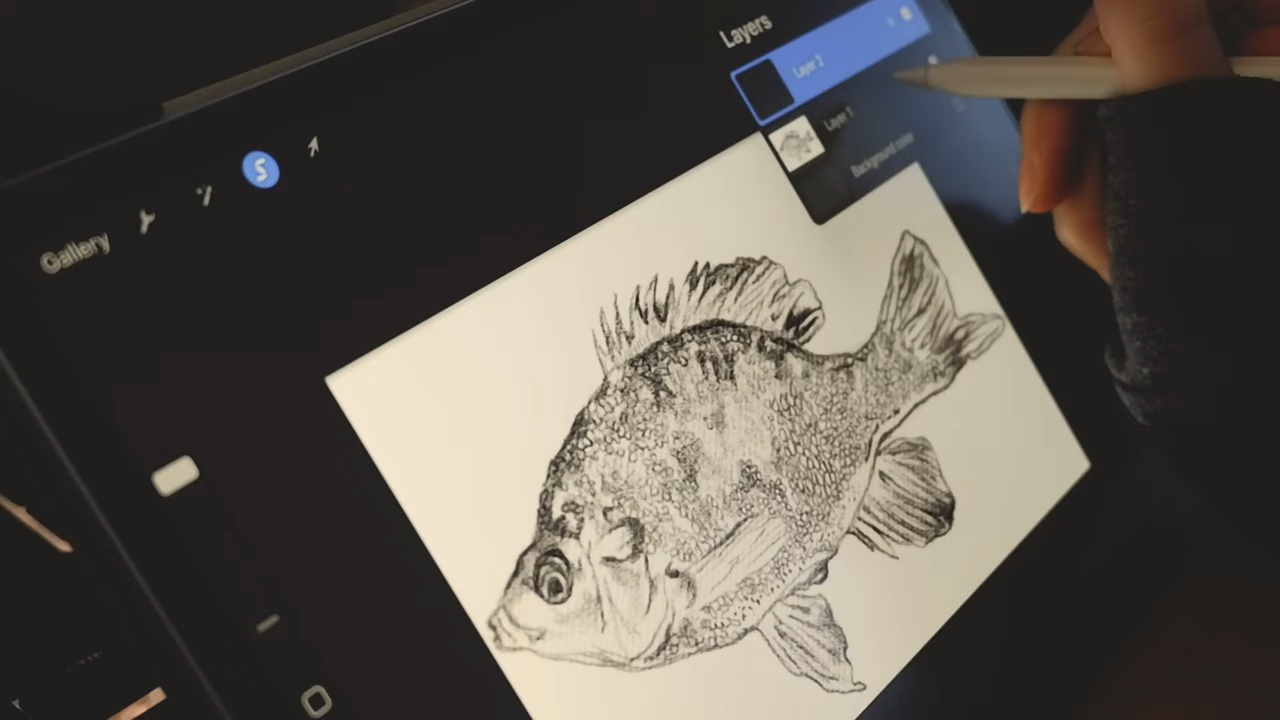 Layers
Layer 2
Layer 1
Background color
Gallery